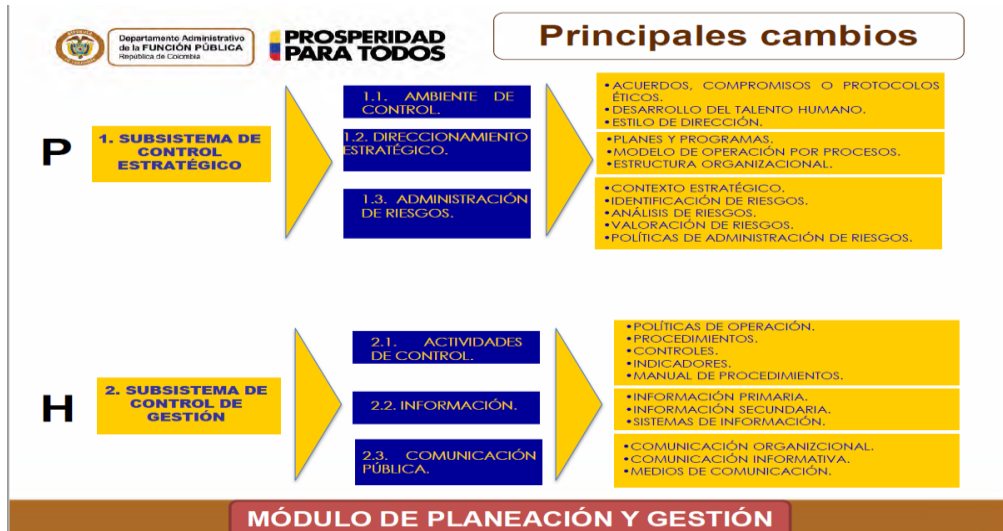 REPÚBLICA
Departamento Administrativo
de la FUNCIÓN PÚBLICA
República de Colombia
PROSPERIDAD
PARA TODOS
Principales cambios
P
1. SUBSISTEMA DE
CONTROL
ESTRATÉGICO
1.1. AMBIENTE DE
CONTROL.
1.2. DIRECCIONAMIENTO
ESTRATÉGICO.
1.3. ADMINISTRACIÓN
DE RIESGOS.
•ACUERDOS, COMPROMISOS O PROTOCOLOS
ÉTICOS.
•DESARROLLO DEL TALENTO HUMANO.
•ESTILO DE DIRECCIÓN.
•PLANES Y PROGRAMAS.
•MODELO DE OPERACIÓN POR PROCESOS.
•ESTRUCTURA ORGANIZACIONAL.
•CONTEXTO ESTRATÉGICO.
•IDENTIFICACIÓN DE RIESGOS.
•ANÁLISIS DE RIESGOS.
•VALORACIÓN DE RIESGOS.
•POLÍTICAS DE ADMINISTRACIÓN DE RIESGOS.
H
2. SUBSISTEMA DE
CONTROL DE
GESTIÓN
2.1. ACTIVIDADES
DE CONTROL.
2.2. INFORMACIÓN.
2.3. COMUNICACIÓN
PÚBLICA.
•POLÍTICAS DE OPERACIÓN.
•PROCEDIMIENTOS.
•CONTROLES.
•INDICADORES.
•MANUAL DE PROCEDIMIENTOS.
•INFORMACIÓN PRIMARIA.
•INFORMACIÓN SECUNDARIA.
•SISTEMAS DE INFORMACIÓN.
•COMUNICACIÓN ORGANIZCIONAL.
•COMUNICACIÓN INFORMATIVA.
•MEDIOS DE COMUNICACIÓN.
MÓDULO DE PLANEACIÓN Y GESTIÓN